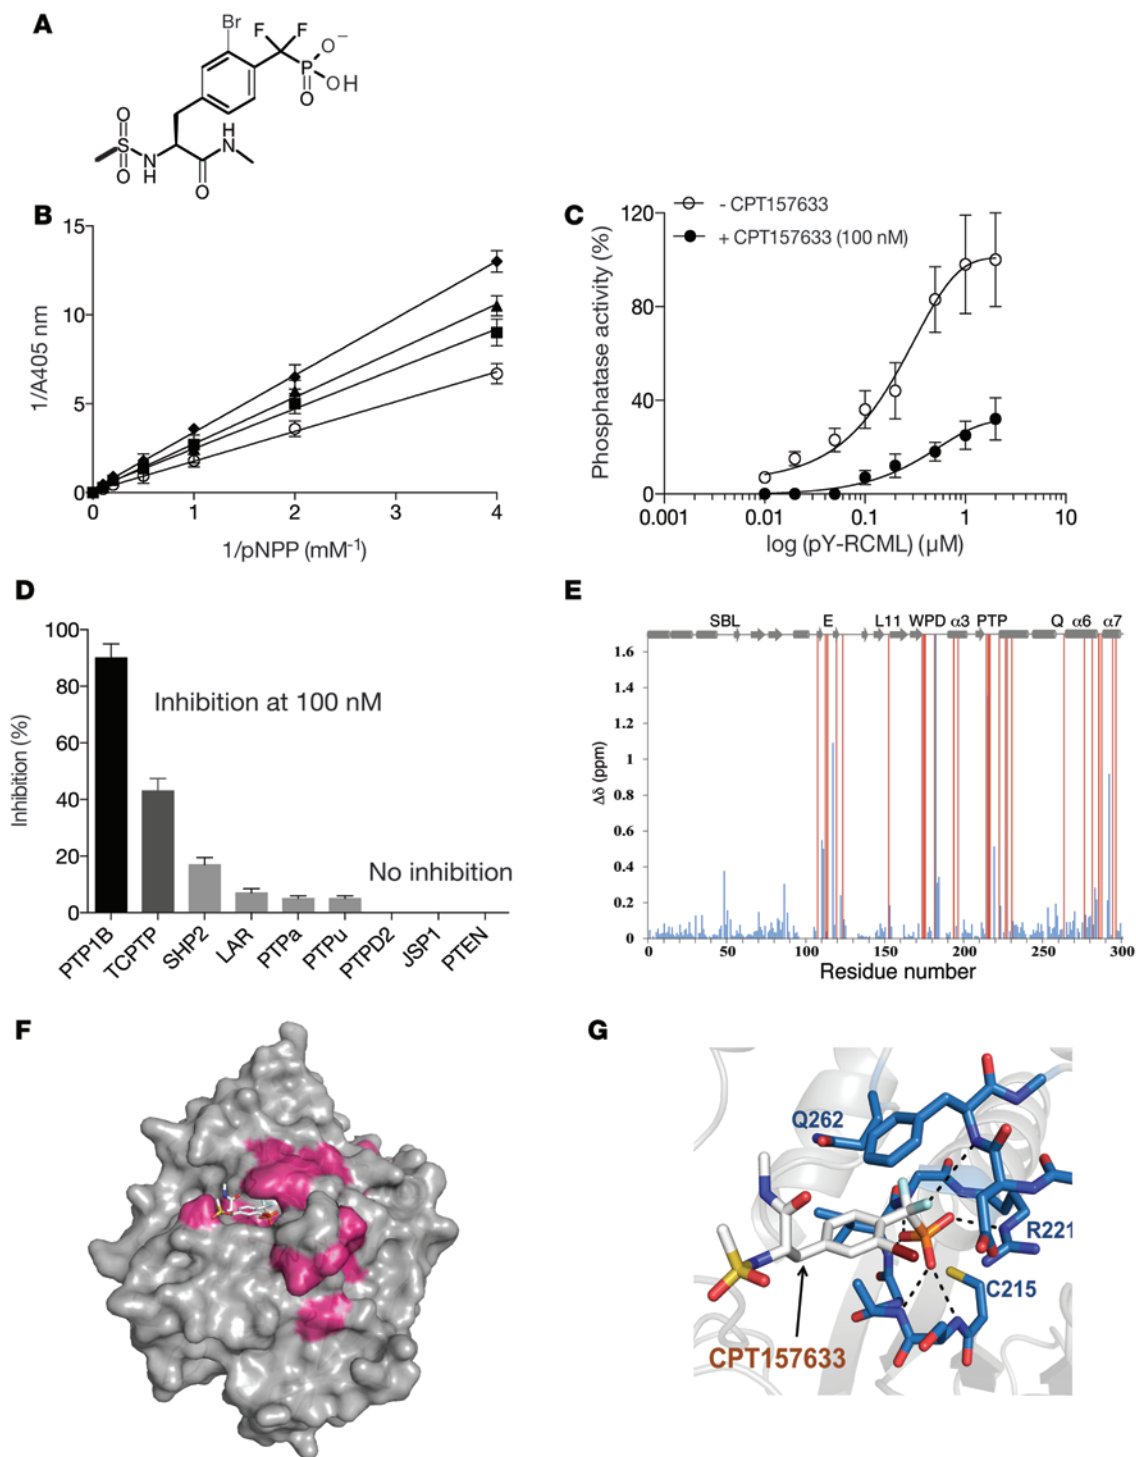 A
Br
F F
O−
P
OH
O
O
S
O
N
H
H
N
O
B
15
10
5
0
1/A405 nm
0 1 2 3 4
1/pNPP (mM-1)
C
- CPT157633
+ CPT157633 (100 nM)
120
80
40
0
Phosphatase activity (%)
0.001 0.01 0.1 1 10
log (pY-RCML) (µM)
D
100
80
60
40
20
0
Inhibition (%)
Inhibition at 100 nM
No inhibition
PTP1B TCPTP SHP2 LAR PTPa PTPu PTPD2 JSP1 PTEN
E
SBL E L11 WPD α3 PTP Q α6 α7
1.6
1.4
1.2
1
0.8
0.6
0.4
0.2
0
Δδ (ppm)
0 50 100 150 200 250 300
Residue number
F
G
Q262
R221
C215
CPT157633